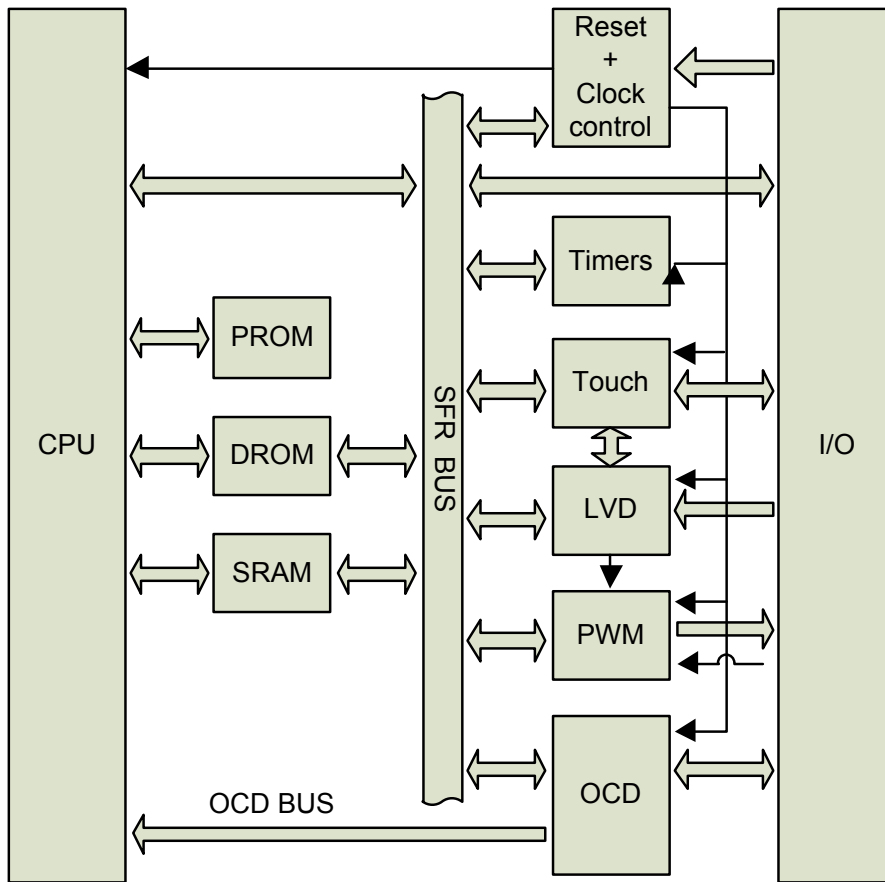 Reset
+
Clock
control
Timers
PROM
Touch
SFR BUS
CPU
DROM
I/O
LVD
SRAM
PWM
OCD BUS
OCD